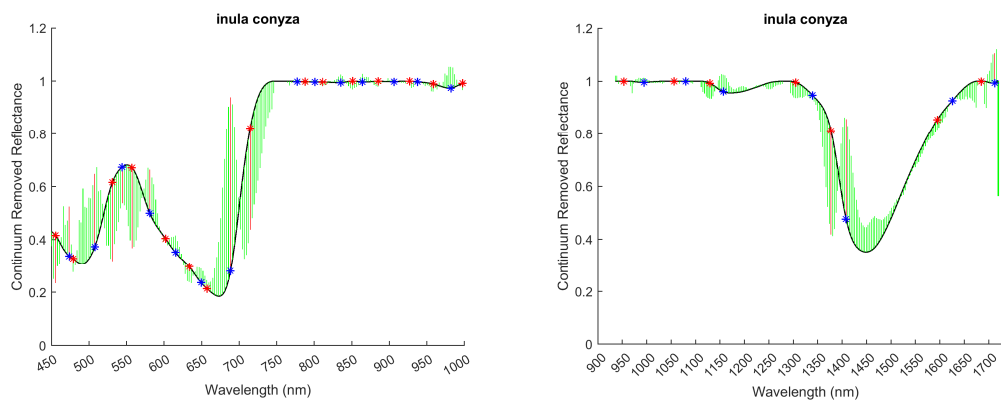 inula conyza
1.2
1
0.8
0.6
0.4
0.2
0
Continuum Removed Reflectance
450 500 550 600 650 700 750 800 850 900 950 1000
Wavelength (nm)
inula conyza
1.2
1
0.8
0.6
0.4
0.2
0
Continuum Removed Reflectance
900 950 1000 1050 1100 1150 1200 1250 1300 1350 1400 1450 1500 1550 1600 1650 1700
Wavelength (nm)